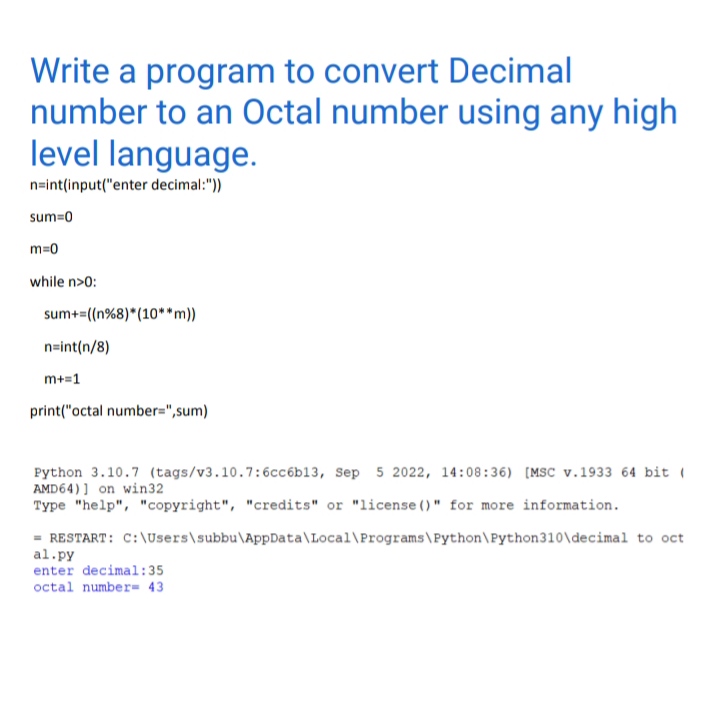 Write a program to convert Decimal
number to an Octal number using any high
level language.
n=int(input("enter decimal:"))
sum=0
m=0
while n>0:
sum+=((n%8)*(10**m))
n=int(n/8)
m+=1
print("octal number=",sum)
Python 3.10.7 (tags/v3.10.7:6cc6b13, Sep 5 2022, 14:08:36) [MSC v.1933 64 bit (
AMD64)] on win32
Type "help", "copyright", "credits" or "license()" for more information.
= RESTART: C:\Users\subbu\AppData\Local\Programs\Python\Python310\decimal to oct
al.py
enter decimal:35
octal number= 43